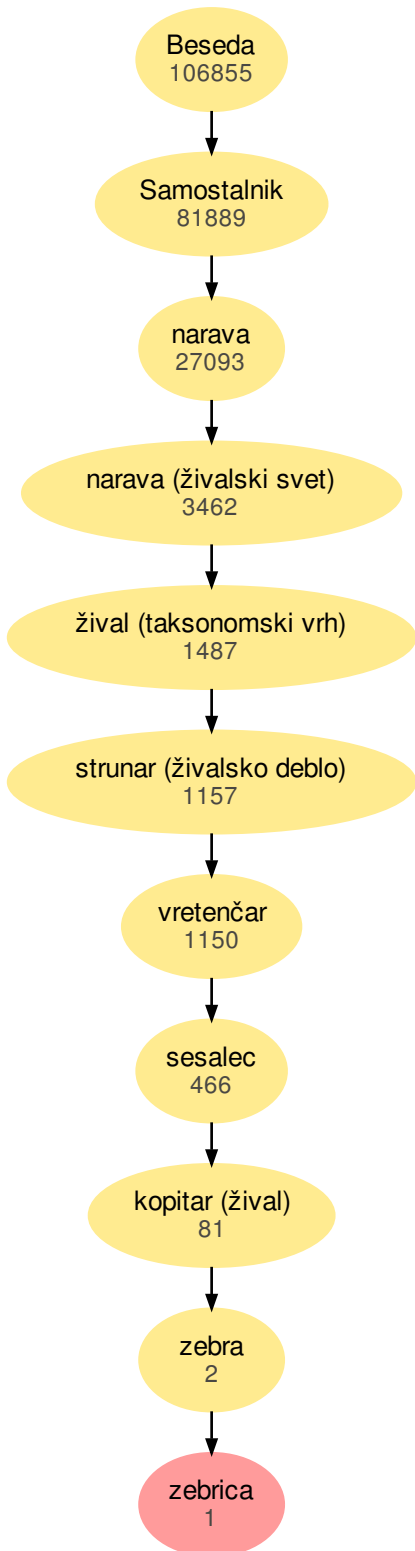 Beseda
106855
Samostalnik
81889
narava
27093
narava (živalski svet)
3462
žival (taksonomski vrh)
1487
strunar (živalsko deblo)
1157
vretenčar
1150
sesalec
466
kopitar (žival)
81
zebra
2
zebrica
1